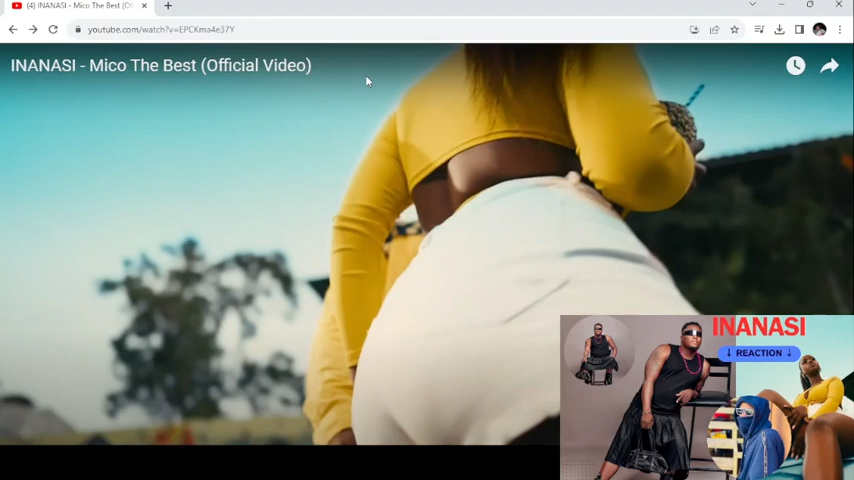 (4) INANASI - Mico The Best (Of
youtube.com/watch?v=EPCKma4e37Y
INANASI - Mico The Best (Official Video)
INANASI
↓ REACTION ↓